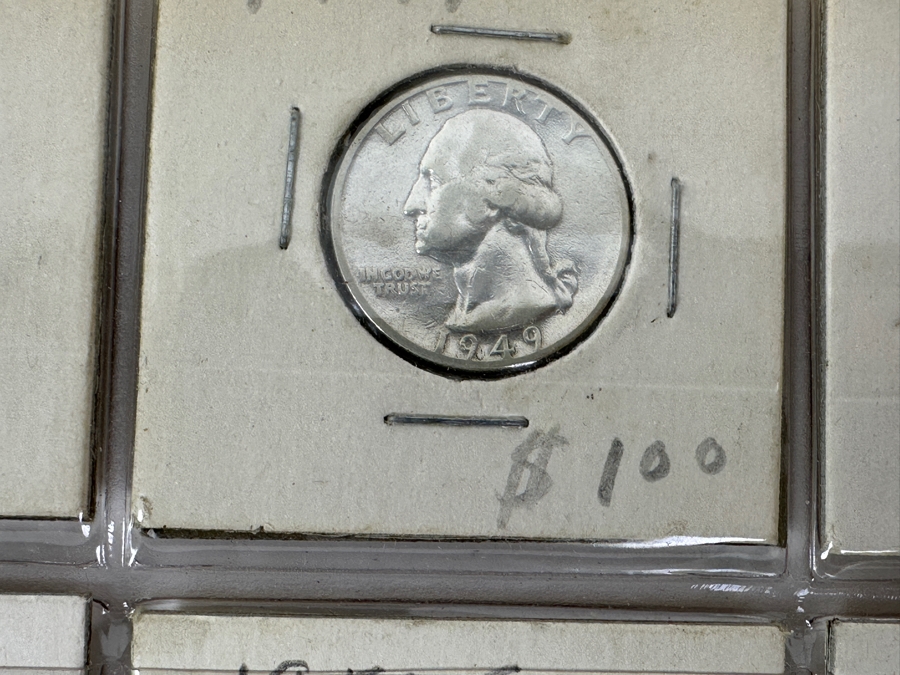 LIBERTY
IN GOD WE
TRUST
1949
$ 100